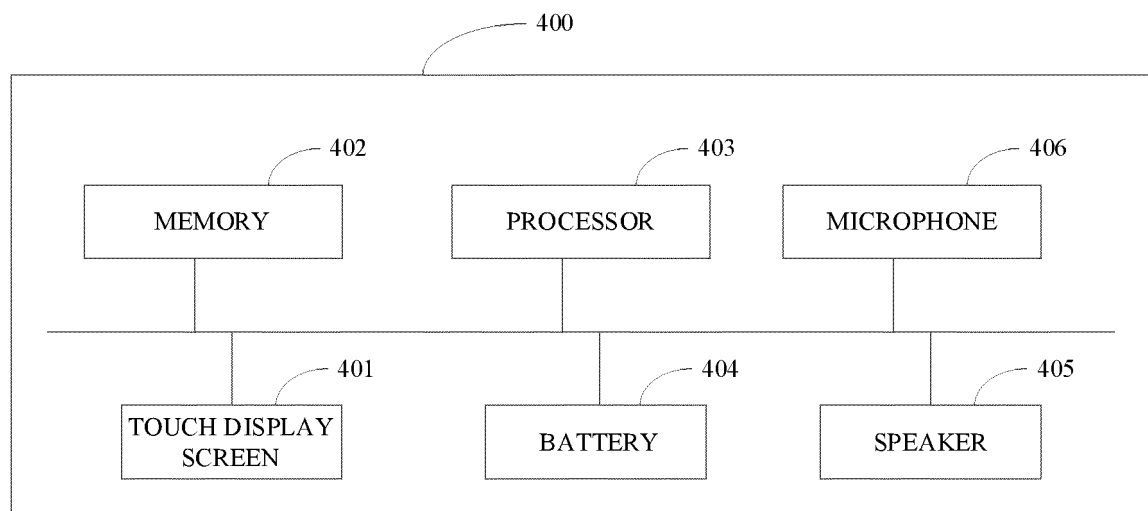 400
402
403
406
MEMORY
PROCESSOR
MICROPHONE
401
404
405
TOUCH DISPLAY
SCREEN
BATTERY
SPEAKER